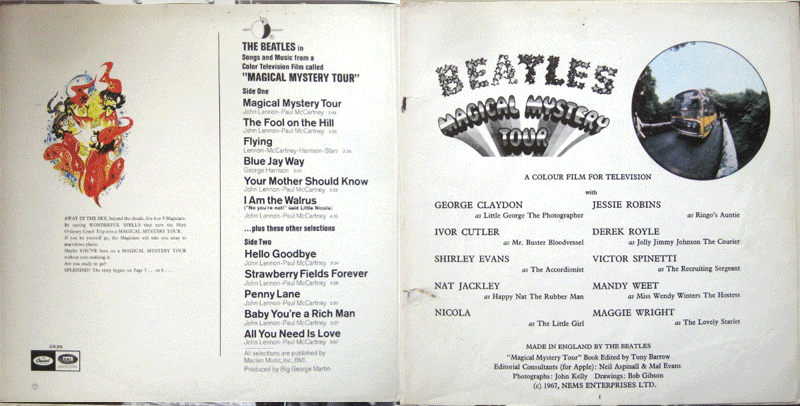 AWAY IN THE SKY, beyond the clouds, live 4 or 5 Magicians.
By casting WONDERFUL SPELLS they turn the Most
Ordinary Coach Trip into a MAGICAL MYSTERY TOUR.
If you let yourself go, the Magicians will take you away to
marvellous places.
Maybe YOU'VE been on a MAGICAL MYSTERY TOUR
without even realising it.
Are you ready to go?
SPLENDID! The story begins on Page 7
2835
Capitol
EMI
THE BEATLES in
Songs and Music from a
Color Television Film called
"MAGICAL MYSTERY TOUR"
Side One
Magical Mystery Tour
John Lennon-Paul McCartney
The Fool on the Hill
John Lennon-Paul McCartney
Flying
Lennon-McCartney-Harrison-Starr
Blue Jay Way
George Harrison
Your Mother Should Know
John Lennon-Paul McCartney
I Am the Walrus
("No you're not!" said Little Nicola)
John Lennon-Paul McCartney
...plus these other selections
Side Two
Hello Goodbye
John Lennon-Paul McCartney
Strawberry Fields Forever
John Lennon-Paul McCartney
Penny Lane
John Lennon-Paul McCartney
Baby You're a Rich Man
John Lennon-Paul McCartney
All You Need Is Love
John Lennon-Paul McCartney
All selections are published by
Maclen Music, Inc. BMI.
Produced by Big George Martin.
BEATLES
MAGICAL MYSTERY
TOUR
A COLOUR FILM FOR TELEVISION
with
GEORGE CLAYDON
as Little George The Photographer
JESSIE ROBINS
as Ringo's Auntie
IVOR CUTLER
as Mr. Buster Bloodvessel
DEREK ROYLE
as Jolly Jimmy Johnson The Courier
SHIRLEY EVANS
as The Accordionist
VICTOR SPINETTI
as The Recruiting Sergeant
NAT JACKLEY
as Happy Nat The Rubber Man
MANDY WEET
as Miss Wendy Winters The Hostess
NICOLA
as The Little Girl
MAGGIE WRIGHT
as The Lovely Starlet
MADE IN ENGLAND BY THE BEATLES
"Magical Mystery Tour" Book Edited by Tony Barrow
Editorial Consultants (for Apple): Neil Aspinall & Mal Evans
Photographs: John Kelly Drawings: Bob Gibson
(c) 1967, NEMS ENTERPRISES LTD.
1